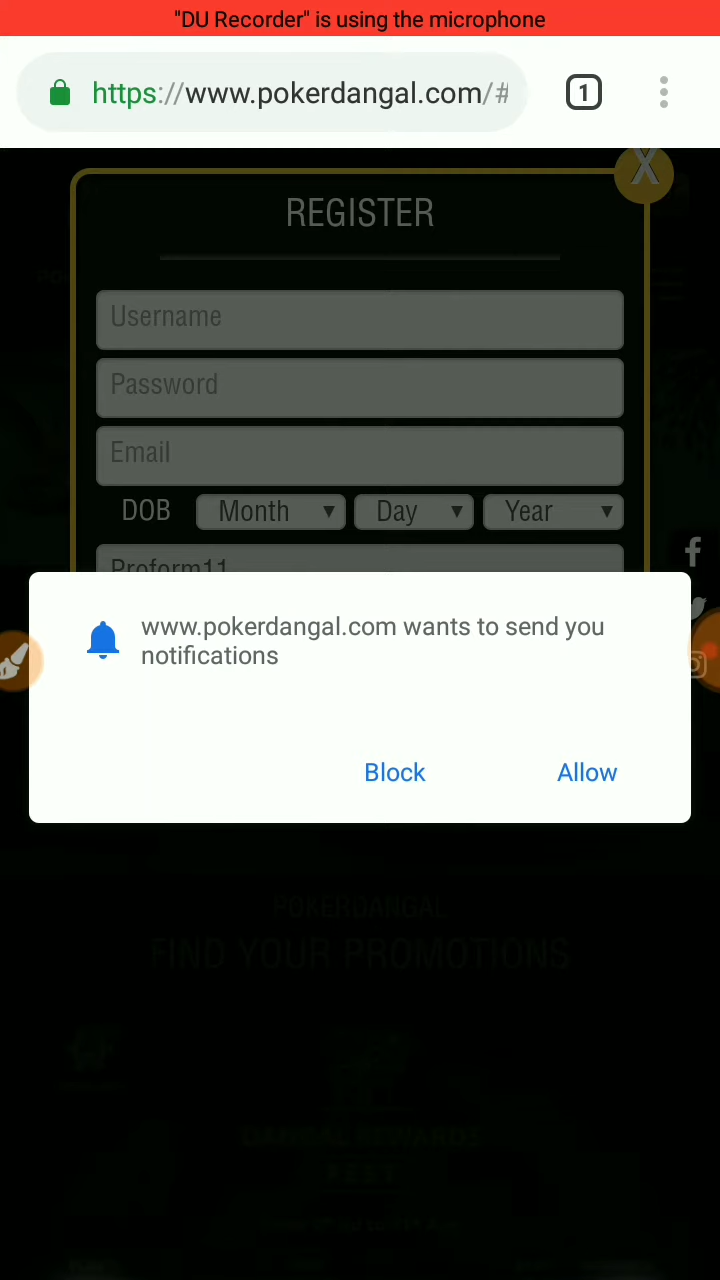 "DU Recorder" is using the microphone
https://www.pokerdangal.com/#
1
X
REGISTER
Username
Password
Email
DOB Month Day Year
Proform11
www.pokerdangal.com wants to send you
notifications
Block Allow
POKERDANGAL
FIND YOUR PROMOTIONS